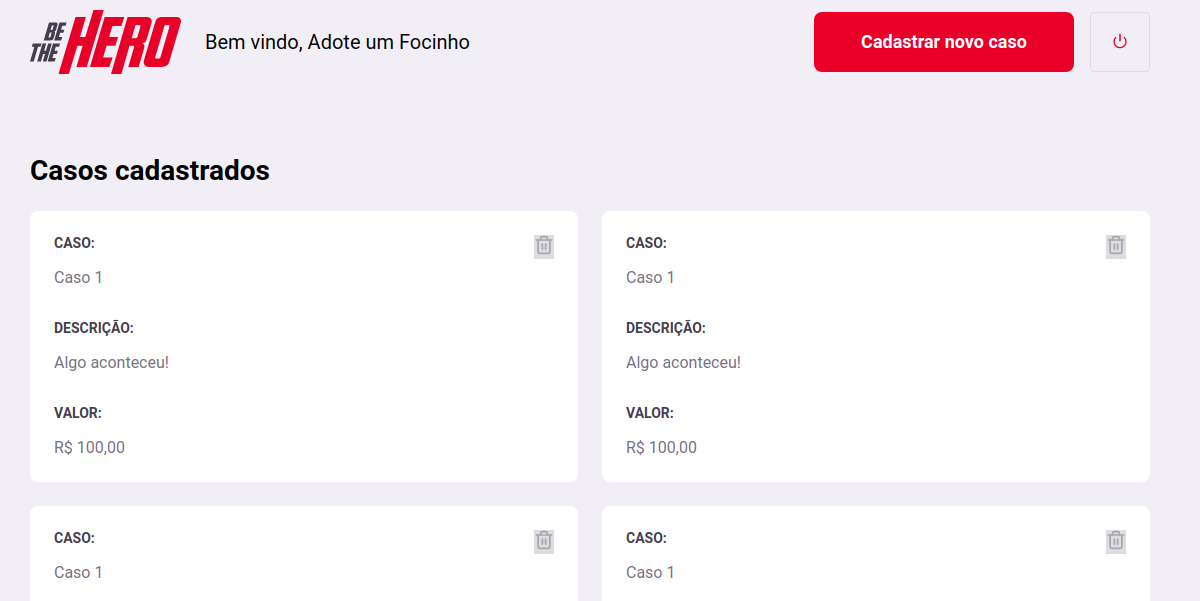 BE
THE HERO
Bem vindo, Adote um Focinho
Cadastrar novo caso
Casos cadastrados
CASO:
Caso 1
DESCRIÇÃO:
Algo aconteceu!
VALOR:
R$ 100,00
CASO:
Caso 1
DESCRIÇÃO:
Algo aconteceu!
VALOR:
R$ 100,00
CASO:
Caso 1
CASO:
Caso 1